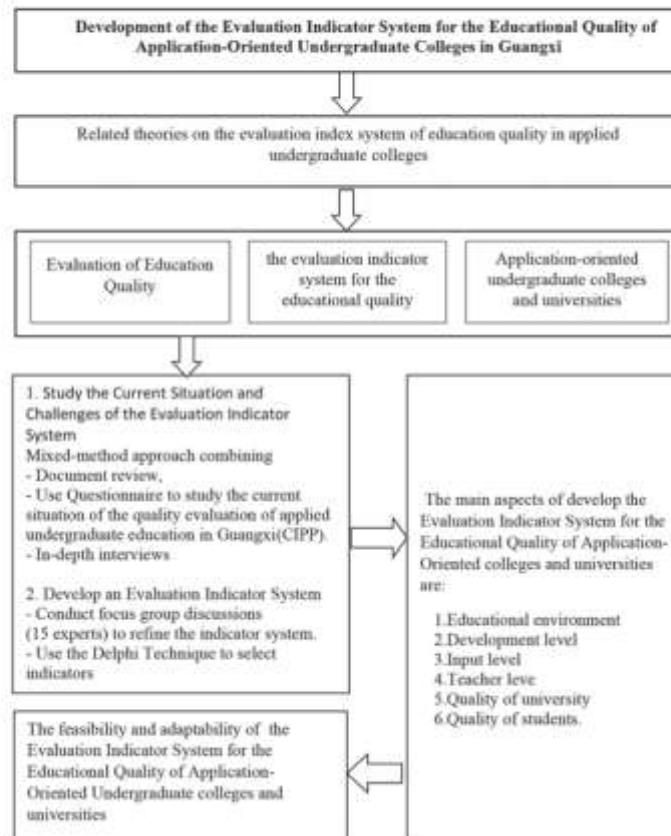 Development of the Evaluation Indicator System for the Educational Quality of
Application-Oriented Undergraduate Colleges in Guangxi
Related theories on the evaluation index system of education quality in applied
undergraduate colleges
Evaluation of Education
Quality
the evaluation indicator
system for the
educational quality
Application-oriented
undergraduate colleges
and universities
1. Study the Current Situation and
Challenges of the Evaluation Indicator
System
Mixed-method approach combining
- Document review,
- Use Questionnaire to study the current
situation of the quality evaluation of applied
undergraduate education in Guangxi(CIPP).
- In-depth interviews
2. Develop an Evaluation Indicator System
- Conduct focus group discussions
(15 experts) to refine the indicator system.
- Use the Delphi Technique to select
indicators
The main aspects of develop the
Evaluation Indicator System for the
Educational Quality of Application-
Oriented colleges and universities
are:
1.Educational environment
2.Development level
3.Input level
4.Teacher leve
5.Quality of university
6.Quality of students.
The feasibility and adaptability of the
Evaluation Indicator System for the
Educational Quality of Application-
Oriented Undergraduate colleges and
universities